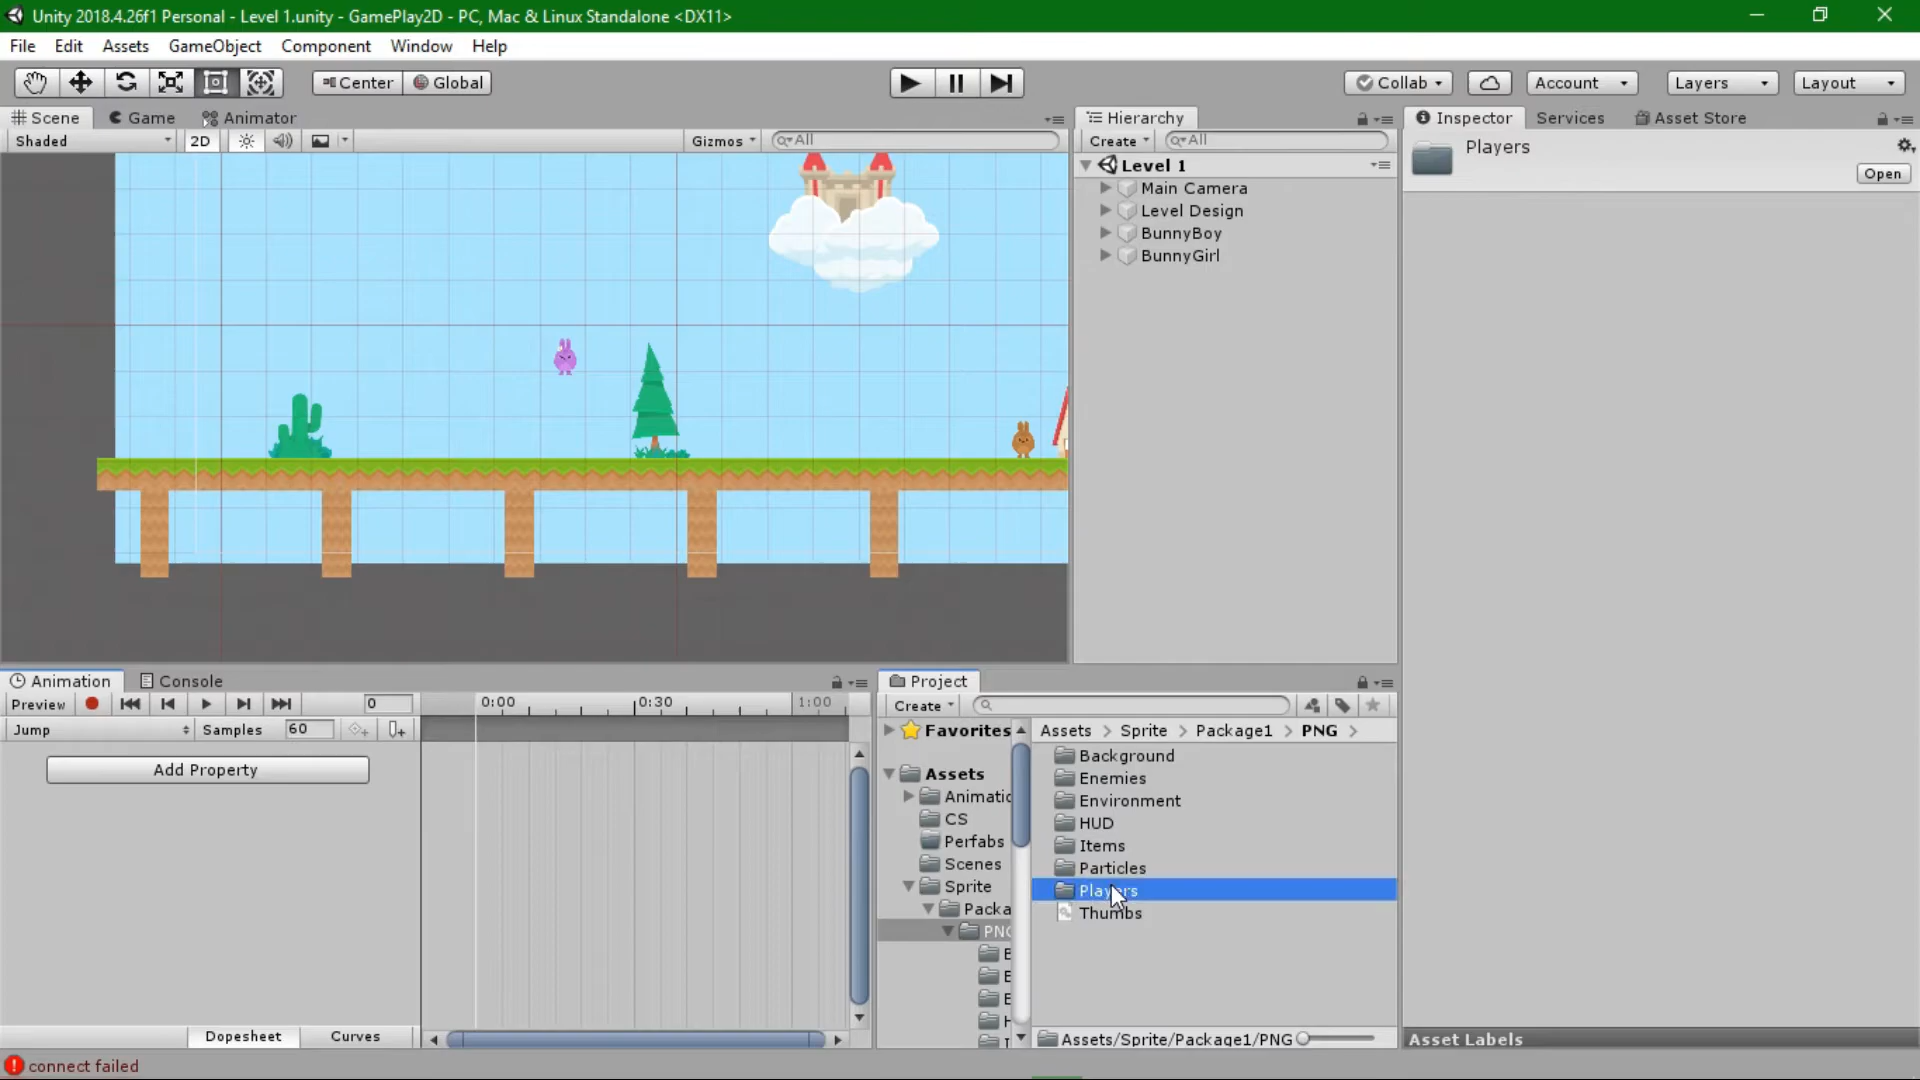 Unity 2018.4.26f1 Personal - Level 1.unity - GamePlay2D - PC, Mac & Linux Standalone <DX11>
File Edit Assets GameObject Component Window Help
Center Global Collab Account Layers Layout
Scene Game Animator
Shaded 2D Gizmos All
Hierarchy
Create All
Level 1
Main Camera
Level Design
BunnyBoy
BunnyGirl
Inspector Services Asset Store
Players
Open
Animation Console
Preview 0 0:00 0:30 1:00
Jump Samples 60
Add Property
Dopesheet Curves
Project
Create
Favorites
Assets
Animatic
CS
Perfabs
Scenes
Sprite
Packa
PNG
Assets > Sprite > Package1 > PNG >
Background
Enemies
Environment
HUD
Items
Particles
Players
Thumbs
Assets/Sprite/Package1/PNG
Asset Labels
connect failed